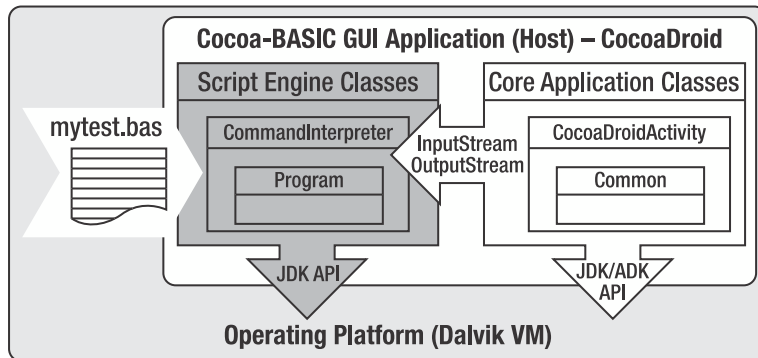 Cocoa-BASIC GUI Application (Host) – CocoaDroid
Script Engine Classes
Core Application Classes
mytest.bas
CommandInterpreter
InputStream
OutputStream
CocoaDroidActivity
Program
Common
JDK API
JDK/ADK
API
Operating Platform (Dalvik VM)